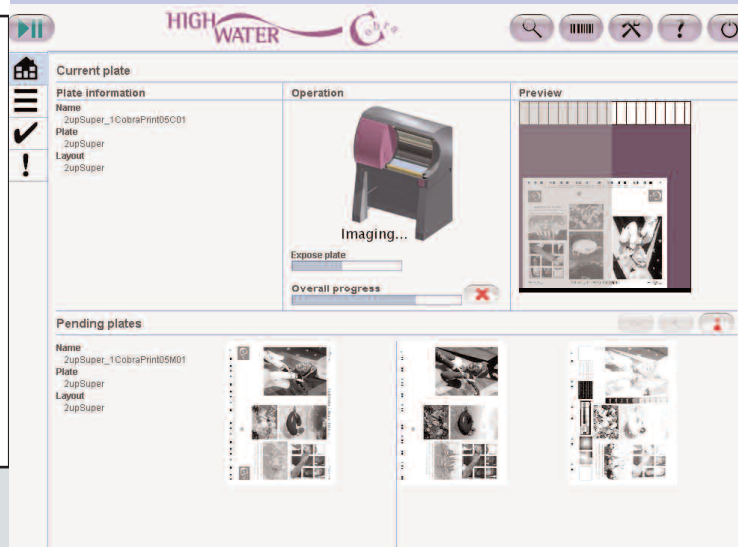 HIGH
WATER Cobra
Current plate
Plate information
Name
2upSuper_1CobraPrint05C01
Plate
2upSuper
Layout
2upSuper
Operation
Imaging...
Expose plate
Overall progress
Preview
Pending plates
Name
2upSuper_1CobraPrint05M01
Plate
2upSuper
Layout
2upSuper